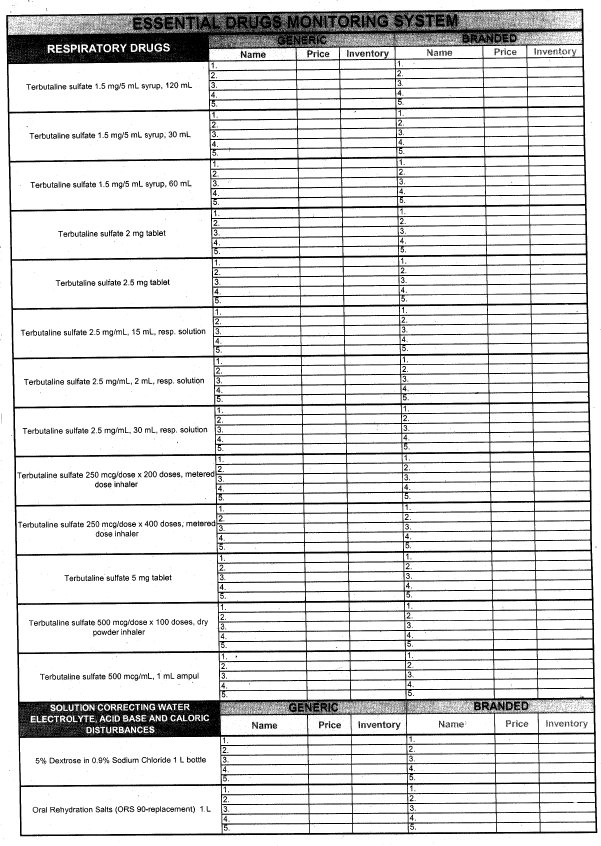 ESSENTIAL DRUGS MONITORING SYSTEM
RESPIRATORY DRUGS
GENERIC
BRANDED
Name Price Inventory Name Price Inventory
Terbutaline sulfate 1.5 mg/5 mL syrup, 120 mL
1. 1.
2. 2.
3. 3.
4. 4.
5. 5.
Terbutaline sulfate 1.5 mg/5 mL syrup, 30 mL
1. 1.
2. 2.
3. 3.
4. 4.
5. 5.
Terbutaline sulfate 1.5 mg/5 mL syrup, 60 mL
1. 1.
2. 2.
3. 3.
4. 4.
5. 5.
Terbutaline sulfate 2 mg tablet
1. 1.
2. 2.
3. 3.
4. 4.
5. 5.
Terbutaline sulfate 2.5 mg tablet
1. 1.
2. 2.
3. 3.
4. 4.
5. 5.
Terbutaline sulfate 2.5 mg/mL, 15 mL, resp. solution
1. 1.
2. 2.
3. 3.
4. 4.
5. 5.
Terbutaline sulfate 2.5 mg/mL, 2 mL, resp. solution
1. 1.
2. 2.
3. 3.
4. 4.
5. 5.
Terbutaline sulfate 2.5 mg/mL, 30 mL, resp. solution
1. 1.
2. 2.
3. 3.
4. 4.
5. 5.
Terbutaline sulfate 250 mcg/dose x 200 doses, metered
dose inhaler
1. 1.
2. 2.
3. 3.
4. 4.
5. 5.
Terbutaline sulfate 250 mcg/dose x 400 doses, metered
dose inhaler
1. 1.
2. 2.
3. 3.
4. 4.
5. 5.
Terbutaline sulfate 5 mg tablet
1. 1.
2. 2.
3. 3.
4. 4.
5. 5.
Terbutaline sulfate 500 mcg/dose x 100 doses, dry
powder inhaler
1. 1.
2. 2.
3. 3.
4. 4.
5. 5.
Terbutaline sulfate 500 mcg/mL, 1 mL ampul
1. 1.
2. 2.
3. 3.
4. 4.
5. 5.
SOLUTION CORRECTING WATER
ELECTROLYTE, ACID BASE AND CALORIC
DISTURBANCES
GENERIC
BRANDED
Name Price Inventory Name Price Inventory
5% Dextrose in 0.9% Sodium Chloride 1 L bottle
1. 1.
2. 2.
3. 3.
4. 4.
5. 5.
Oral Rehydration Salts (ORS 90-replacement) 1 L
1. 1.
2. 2.
3. 3.
4. 4.
5. 5.